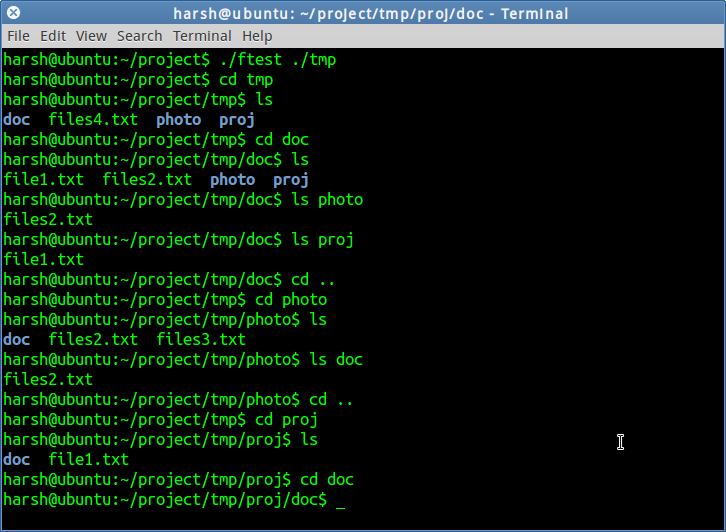 harsh@ubuntu: ~/project/tmp/proj/doc - Terminal
File Edit View Search Terminal Help
harsh@ubuntu:~/project$ ./ftest ./tmp
harsh@ubuntu:~/project$ cd tmp
harsh@ubuntu:~/project/tmp$ ls
doc  files4.txt  photo  proj
harsh@ubuntu:~/project/tmp$ cd doc
harsh@ubuntu:~/project/tmp/doc$ ls
file1.txt  files2.txt  photo  proj
harsh@ubuntu:~/project/tmp/doc$ ls photo
files2.txt
harsh@ubuntu:~/project/tmp/doc$ ls proj
file1.txt
harsh@ubuntu:~/project/tmp/doc$ cd ..
harsh@ubuntu:~/project/tmp$ cd photo
harsh@ubuntu:~/project/tmp/photo$ ls
doc  files2.txt  files3.txt
harsh@ubuntu:~/project/tmp/photo$ ls doc
files2.txt
harsh@ubuntu:~/project/tmp/photo$ cd ..
harsh@ubuntu:~/project/tmp$ cd proj
harsh@ubuntu:~/project/tmp/proj$ ls
doc  file1.txt
harsh@ubuntu:~/project/tmp/proj$ cd doc
harsh@ubuntu:~/project/tmp/proj/doc$ _